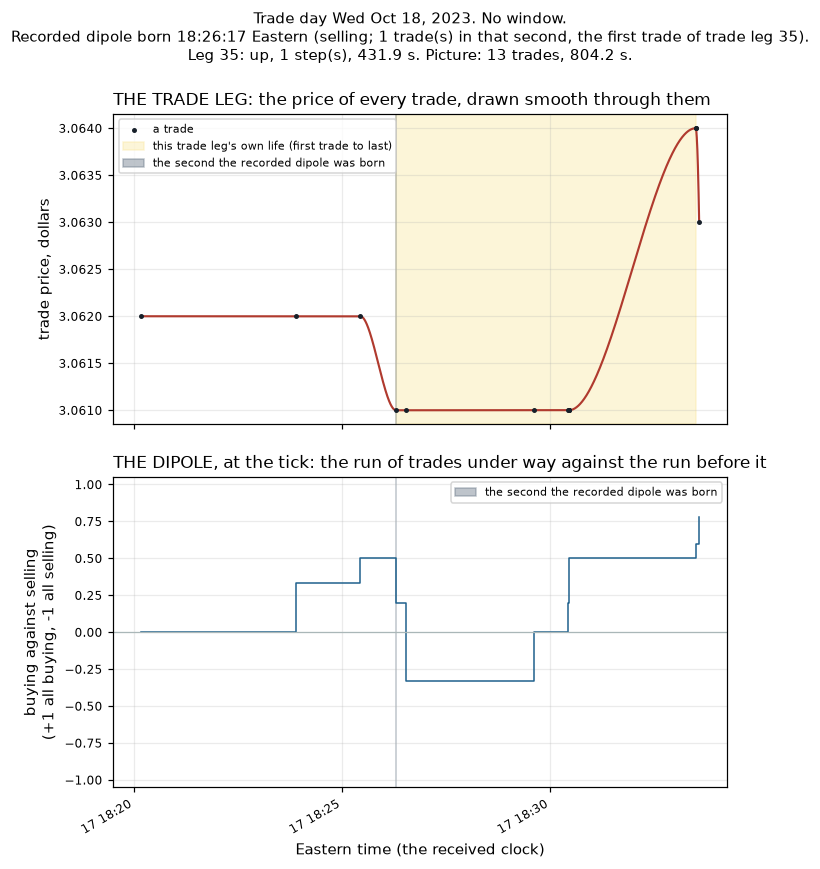 Trade day Wed Oct 18, 2023. No window.
Recorded dipole born 18:26:17 Eastern (selling; 1 trade(s) in that second, the first trade of trade leg 35).
Leg 35: up, 1 step(s), 431.9 s. Picture: 13 trades, 804.2 s.
THE TRADE LEG: the price of every trade, drawn smooth through them
a trade
this trade leg's own life (first trade to last)
the second the recorded dipole was born
3.0640
3.0635
3.0630
3.0625
3.0620
3.0615
3.0610
trade price, dollars
THE DIPOLE, at the tick: the run of trades under way against the run before it
the second the recorded dipole was born
1.00
0.75
0.50
0.25
0.00
−0.25
−0.50
−0.75
−1.00
buying against selling
(+1 all buying, -1 all selling)
17 18:20
17 18:25
17 18:30
Eastern time (the received clock)